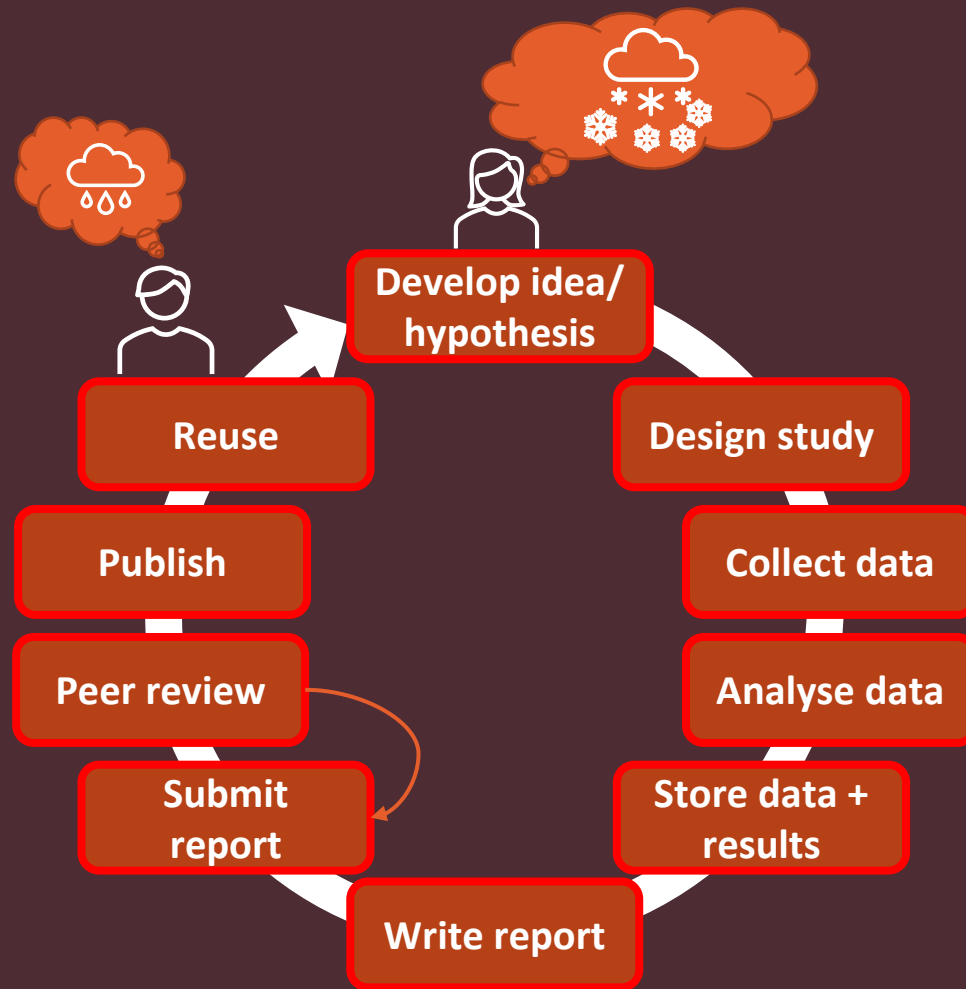 Develop idea/
hypothesis
Design study
Collect data
Analyse data
Store data +
results
Write report
Submit
report
Peer review
Publish
Reuse